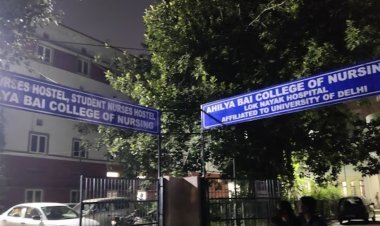 NURSES HOSTEL, STUDENT NURSES HOSTEL
YA BAI COLLEGE OF NURSING
AHILYA BAI COLLEGE OF NURSING
LOK NAYAK HOSPITAL
AFFILIATED TO UNIVERSITY OF DELHI